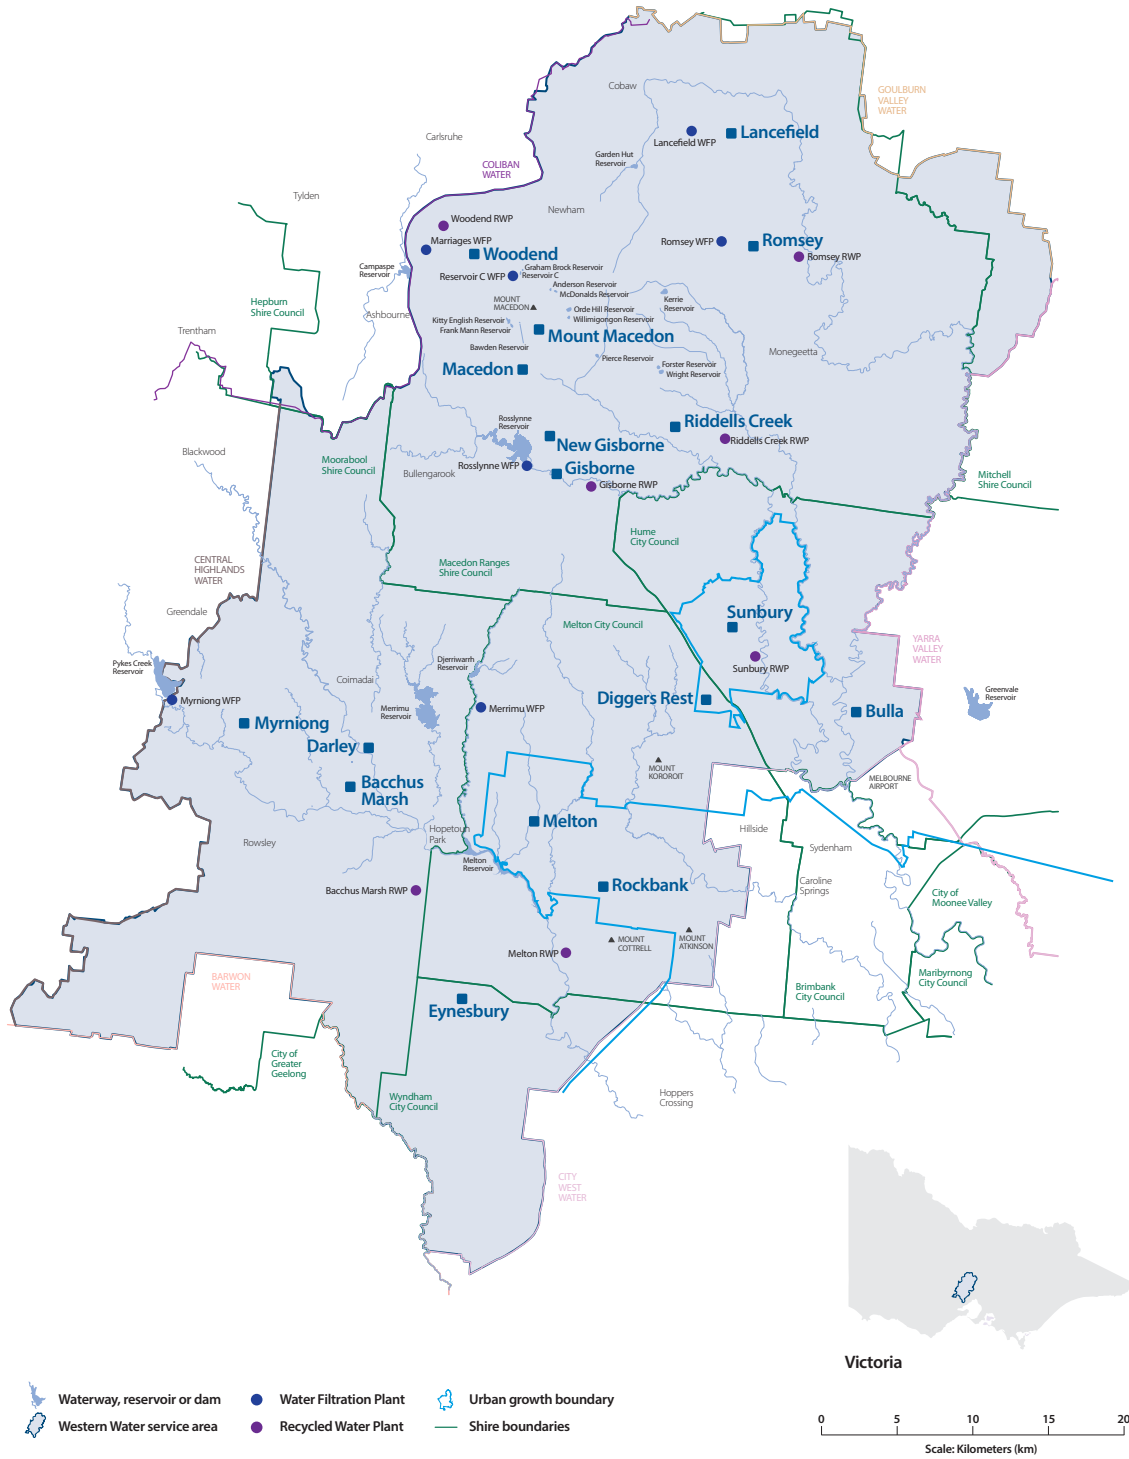 Cobaw
GOULBURN
VALLEY
WATER
Lancefield
Lancefield WFP
Carlsruhe
COLIBAN
WATER
Garden Hut
Reservoir
Tylden
Newham
Woodend RWP
Marriages WFP
Woodend
Romsey WFP
Romsey
Romsey RWP
Campaspe
Reservoir
Reservoir C WFP
Graham Brock Reservoir
Reservoir C
Anderson Reservoir
McDonalds Reservoir
Kerrie
Reservoir
MOUNT
MACEDON
Orde Hill Reservoir
Willimigongon Reservoir
Hepburn
Shire Council
Ashbourne
Kitty English Reservoir
Frank Mann Reservoir
Trentham
Mount Macedon
Bawden Reservoir
Pierce Reservoir
Monegeetta
Macedon
Forster Reservoir
Wright Reservoir
Rosslynne
Reservoir
Riddells Creek
Riddells Creek RWP
New Gisborne
Blackwood
Moorabool
Shire Council
Bullengarook
Rosslynne WFP
Gisborne
Gisborne RWP
Mitchell
Shire Council
Hume
City Council
CENTRAL
HIGHLANDS
WATER
Macedon Ranges
Shire Council
Greendale
Melton City Council
Sunbury
YARRA
VALLEY
WATER
Pykes Creek
Reservoir
Djerriwarrh
Reservoir
Sunbury RWP
Coimadai
Myrniong WFP
Merrimu
Reservoir
Merrimu WFP
Diggers Rest
Greenvale
Reservoir
Bulla
Myrniong
Darley
MOUNT
KOROROIT
MELBOURNE
AIRPORT
Bacchus
Marsh
Melton
Hopetoun
Park
Hillside
Rowsley
Sydenham
Melton
Reservoir
Bacchus Marsh RWP
Rockbank
Caroline
Springs
City of
Moonee Valley
MOUNT
COTTRELL
MOUNT
ATKINSON
Melton RWP
BARWON
WATER
Maribyrnong
City Council
Brimbank
City Council
Eynesbury
City of
Greater
Geelong
Wyndham
City Council
Hoppers
Crossing
CITY
WEST
WATER
Victoria
Waterway, reservoir or dam
Water Filtration Plant
Urban growth boundary
Western Water service area
Recycled Water Plant
Shire boundaries
0 5 10 15 20
Scale: Kilometers (km)